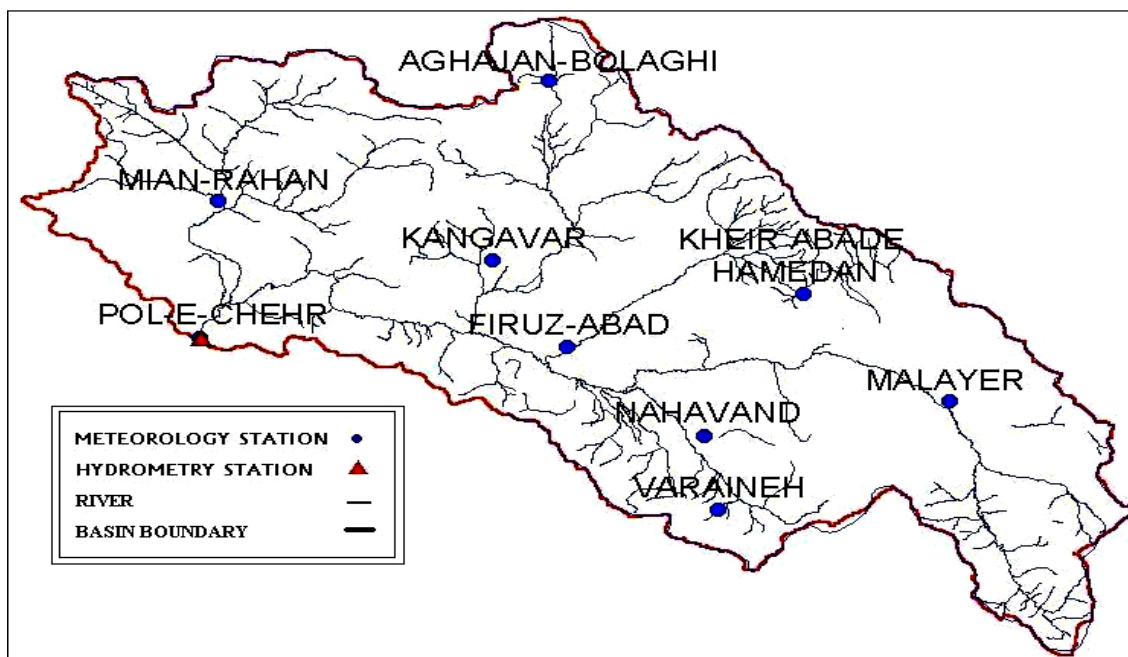 AGHAJAN-BOLAGHI
MIAN-RAHAN
KANGAVAR
KHEIR ABADE
HAMEDAN
POL-E-CHEHR
FIRUZ-ABAD
MALAYER
NAHAVAND
VARAINEH
METEOROLOGY STATION
HYDROMETRY STATION
RIVER
BASIN BOUNDARY